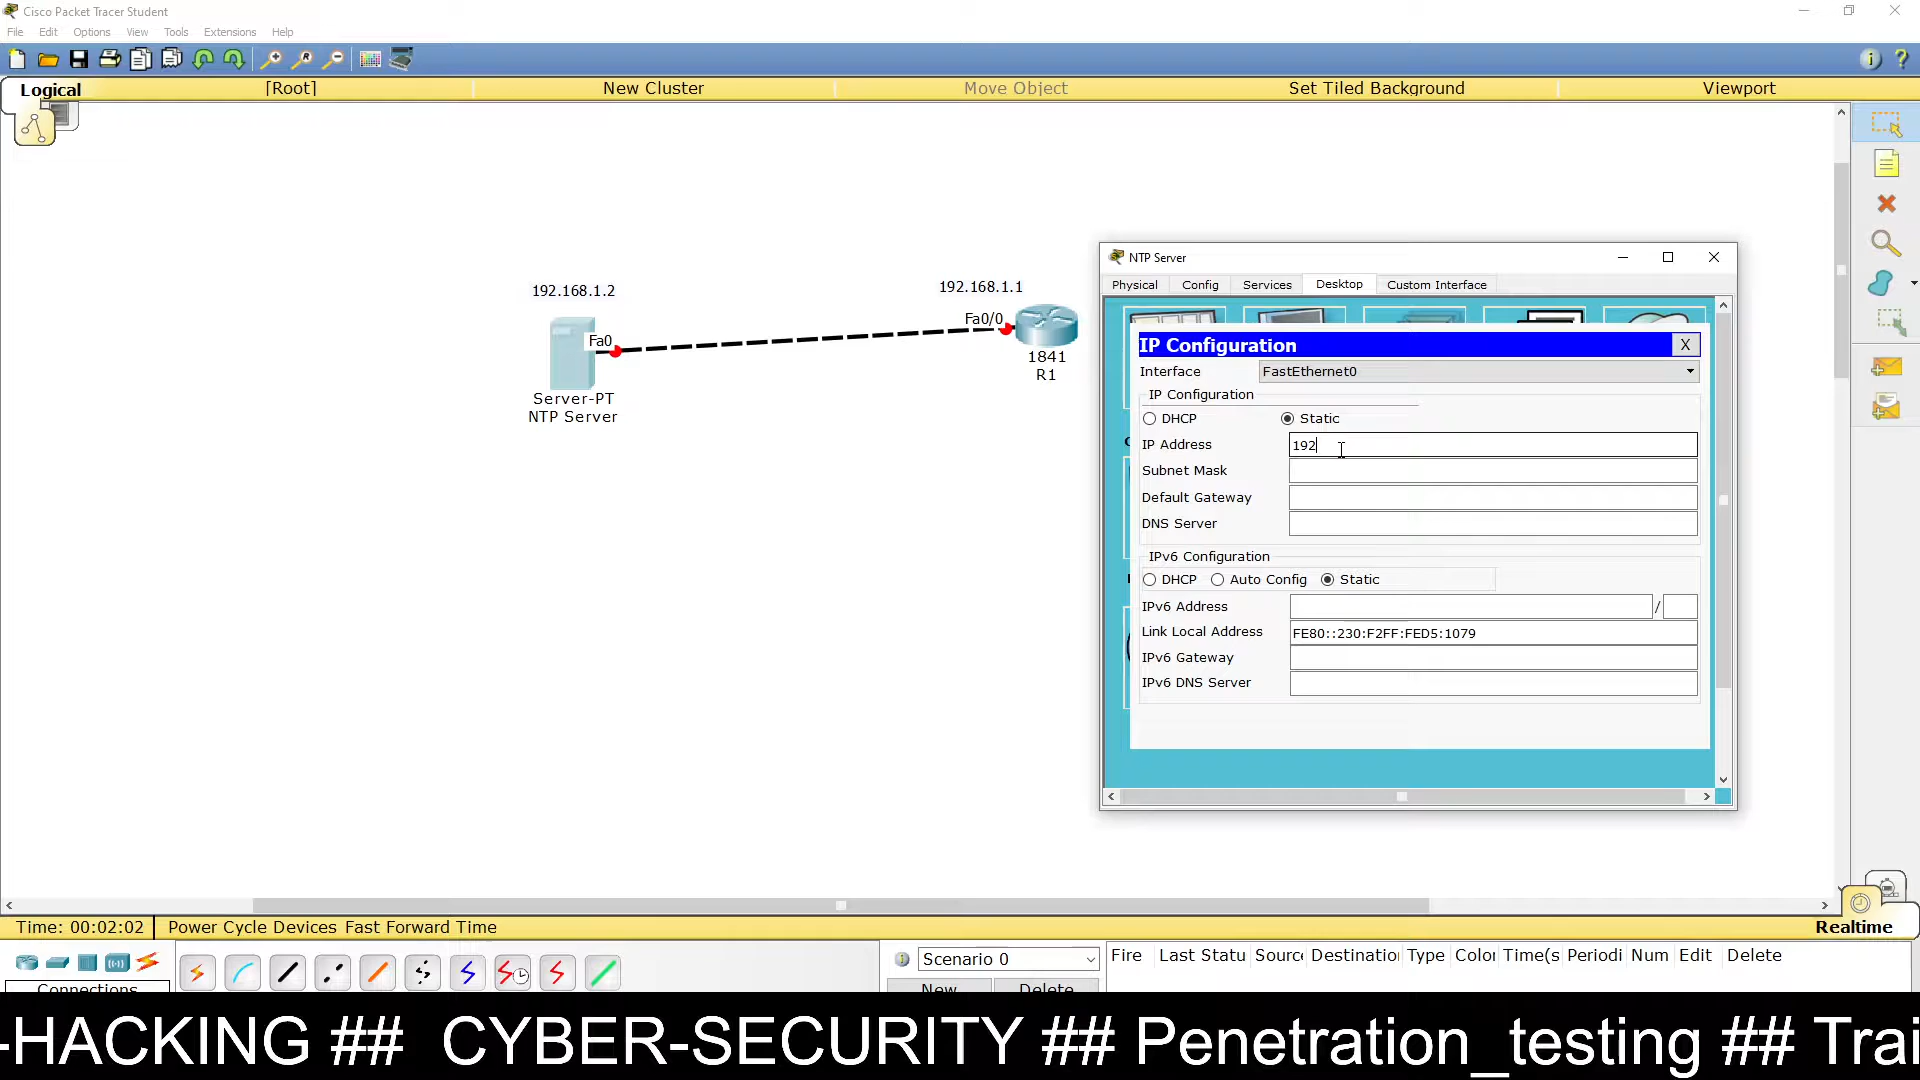 Cisco Packet Tracer Student
File Edit Options View Tools Extensions Help
Logical [Root] New Cluster Move Object Set Tiled Background Viewport
192.168.1.2
Fa0
Server-PT
NTP Server
192.168.1.1
Fa0/0
1841
R1
NTP Server
Physical Config Services Desktop Custom Interface
IP Configuration X
Interface FastEthernet0
IP Configuration
DHCP Static
IP Address 192
Subnet Mask
Default Gateway
DNS Server
IPv6 Configuration
DHCP Auto Config Static
IPv6 Address /
Link Local Address FE80::230:F2FF:FED5:1079
IPv6 Gateway
IPv6 DNS Server
Time: 00:02:02 Power Cycle Devices Fast Forward Time Realtime
Scenario 0
Fire Last Statu Source Destination Type Color Time(s Periodi Num Edit Delete
Connections
New Delete
-HACKING ## CYBER-SECURITY ## Penetration_testing ## Trai